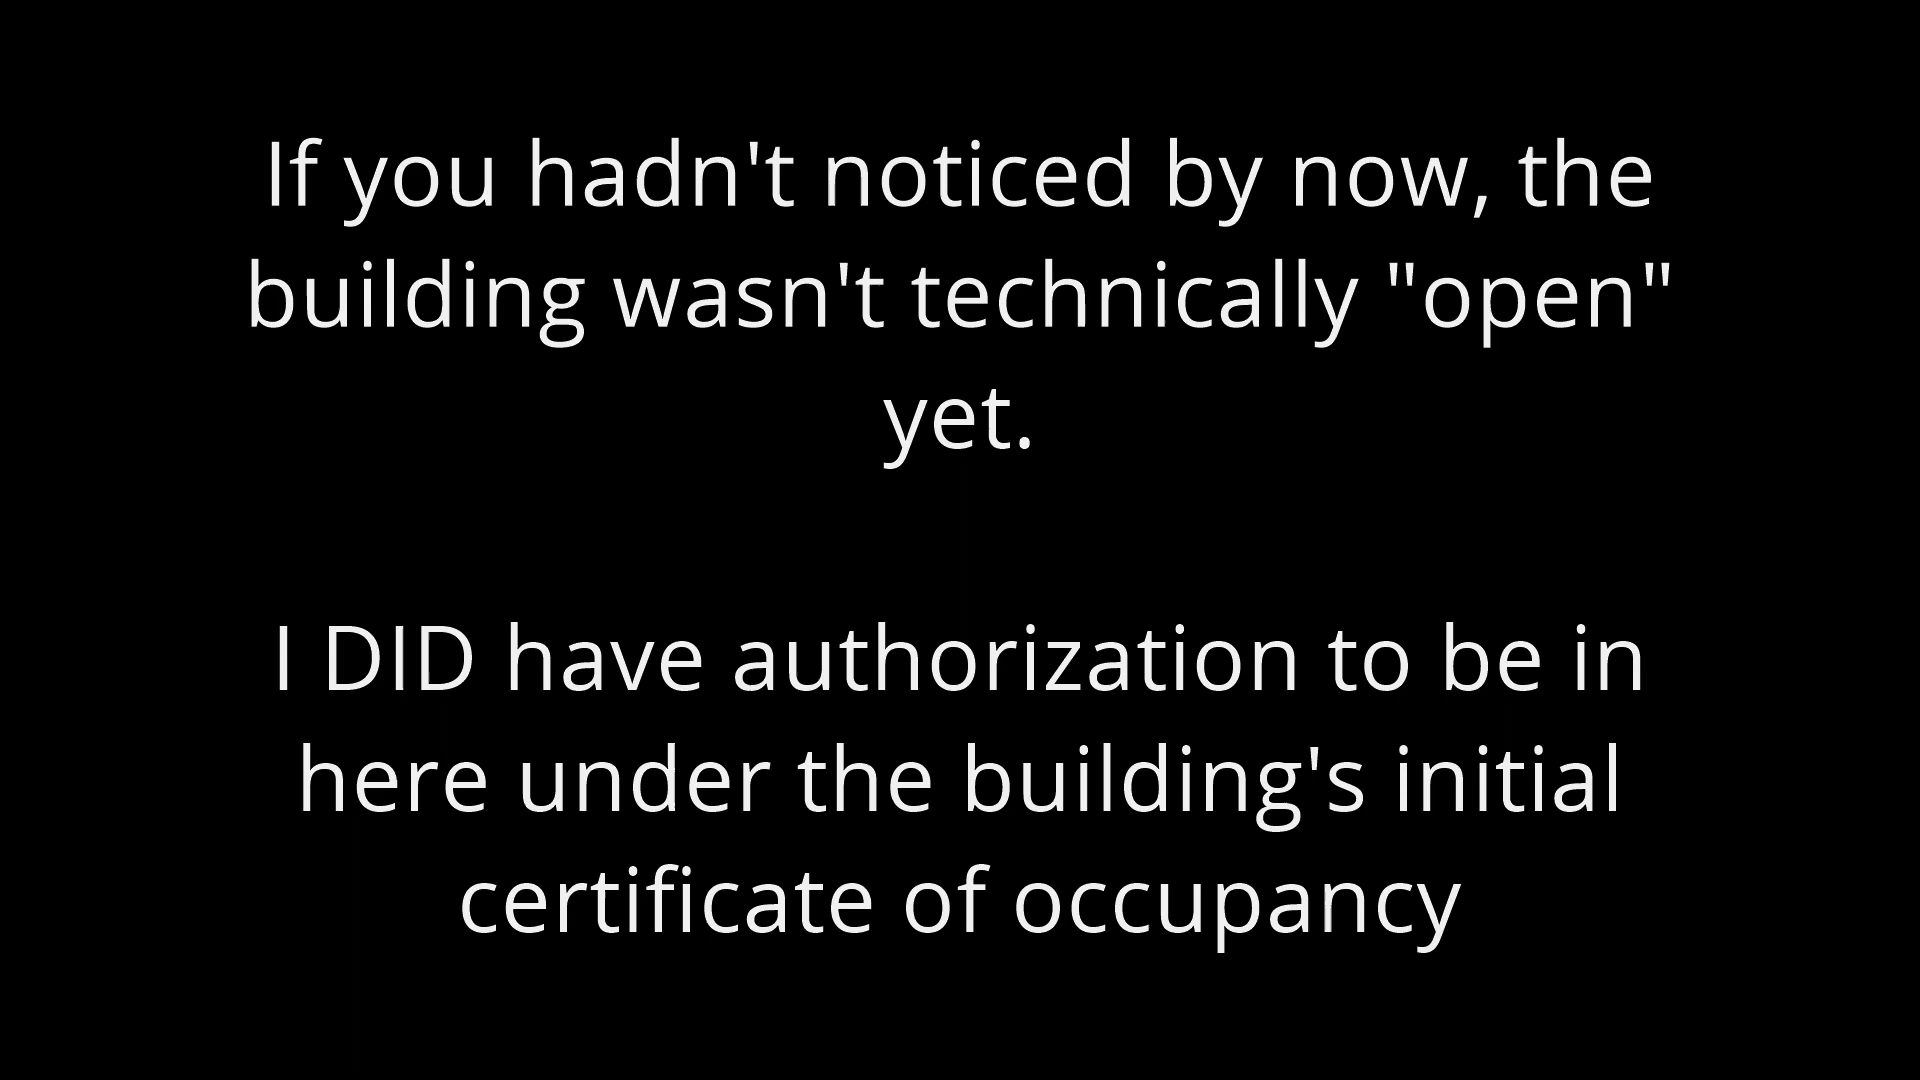 If you hadn't noticed by now, the
building wasn't technically "open"
yet.
I DID have authorization to be in
here under the building's initial
certificate of occupancy